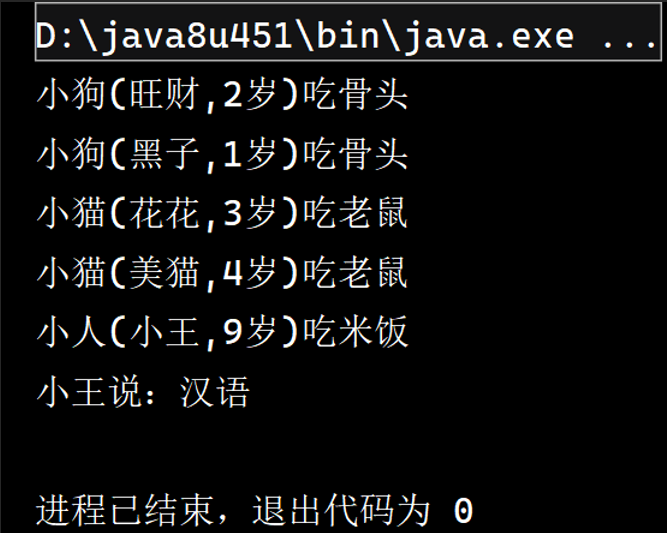 D:\java8u451\bin\java.exe ...
小狗(旺财,2岁)吃骨头
小狗(黑子,1岁)吃骨头
小猫(花花,3岁)吃老鼠
小猫(美猫,4岁)吃老鼠
小人(小王,9岁)吃米饭
小王说：汉语
进程已结束，退出代码为 0